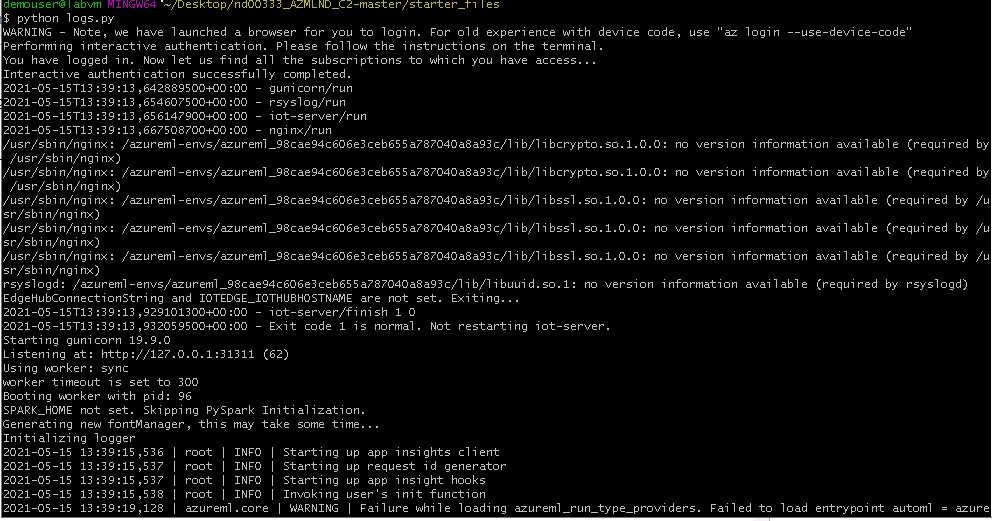 demouser@labvm MINGW64 ~/Desktop/nd00333_AZMLND_C2-master/starter_files
$ python logs.py
WARNING - Note, we have launched a browser for you to login. For old experience with device code, use "az login --use-device-code"
Performing interactive authentication. Please follow the instructions on the terminal.
You have logged in. Now let us find all the subscriptions to which you have access...
Interactive authentication successfully completed.
2021-05-15T13:39:13,642889500+00:00 - gunicorn/run
2021-05-15T13:39:13,654607500+00:00 - rsyslog/run
2021-05-15T13:39:13,656147900+00:00 - iot-server/run
2021-05-15T13:39:13,667508700+00:00 - nginx/run
/usr/sbin/nginx: /azureml-envs/azureml_98cae94c606e3ceb655a787040a8a93c/lib/libcrypto.so.1.0.0: no version information available (required by
/usr/sbin/nginx)
/usr/sbin/nginx: /azureml-envs/azureml_98cae94c606e3ceb655a787040a8a93c/lib/libcrypto.so.1.0.0: no version information available (required by
/usr/sbin/nginx)
/usr/sbin/nginx: /azureml-envs/azureml_98cae94c606e3ceb655a787040a8a93c/lib/libssl.so.1.0.0: no version information available (required by /u
sr/sbin/nginx)
/usr/sbin/nginx: /azureml-envs/azureml_98cae94c606e3ceb655a787040a8a93c/lib/libssl.so.1.0.0: no version information available (required by /u
sr/sbin/nginx)
/usr/sbin/nginx: /azureml-envs/azureml_98cae94c606e3ceb655a787040a8a93c/lib/libssl.so.1.0.0: no version information available (required by /u
sr/sbin/nginx)
rsyslogd: /azureml-envs/azureml_98cae94c606e3ceb655a787040a8a93c/lib/libuuid.so.1: no version information available (required by rsyslogd)
EdgeHubConnectionString and IOTEDGE_IOTHUBHOSTNAME are not set. Exiting...
2021-05-15T13:39:13,929101300+00:00 - iot-server/finish 1 0
2021-05-15T13:39:13,932059500+00:00 - Exit code 1 is normal. Not restarting iot-server.
Starting gunicorn 19.9.0
Listening at: http://127.0.0.1:31311 (62)
Using worker: sync
worker timeout is set to 300
Booting worker with pid: 96
SPARK_HOME not set. Skipping PySpark Initialization.
Generating new fontManager, this may take some time...
Initializing logger
2021-05-15 13:39:15,536 | root | INFO | Starting up app insights client
2021-05-15 13:39:15,537 | root | INFO | Starting up request id generator
2021-05-15 13:39:15,537 | root | INFO | Starting up app insight hooks
2021-05-15 13:39:15,538 | root | INFO | Invoking user's init function
2021-05-15 13:39:19,128 | azureml.core | WARNING | Failure while loading azureml_run_type_providers. Failed to load entrypoint automl = azure